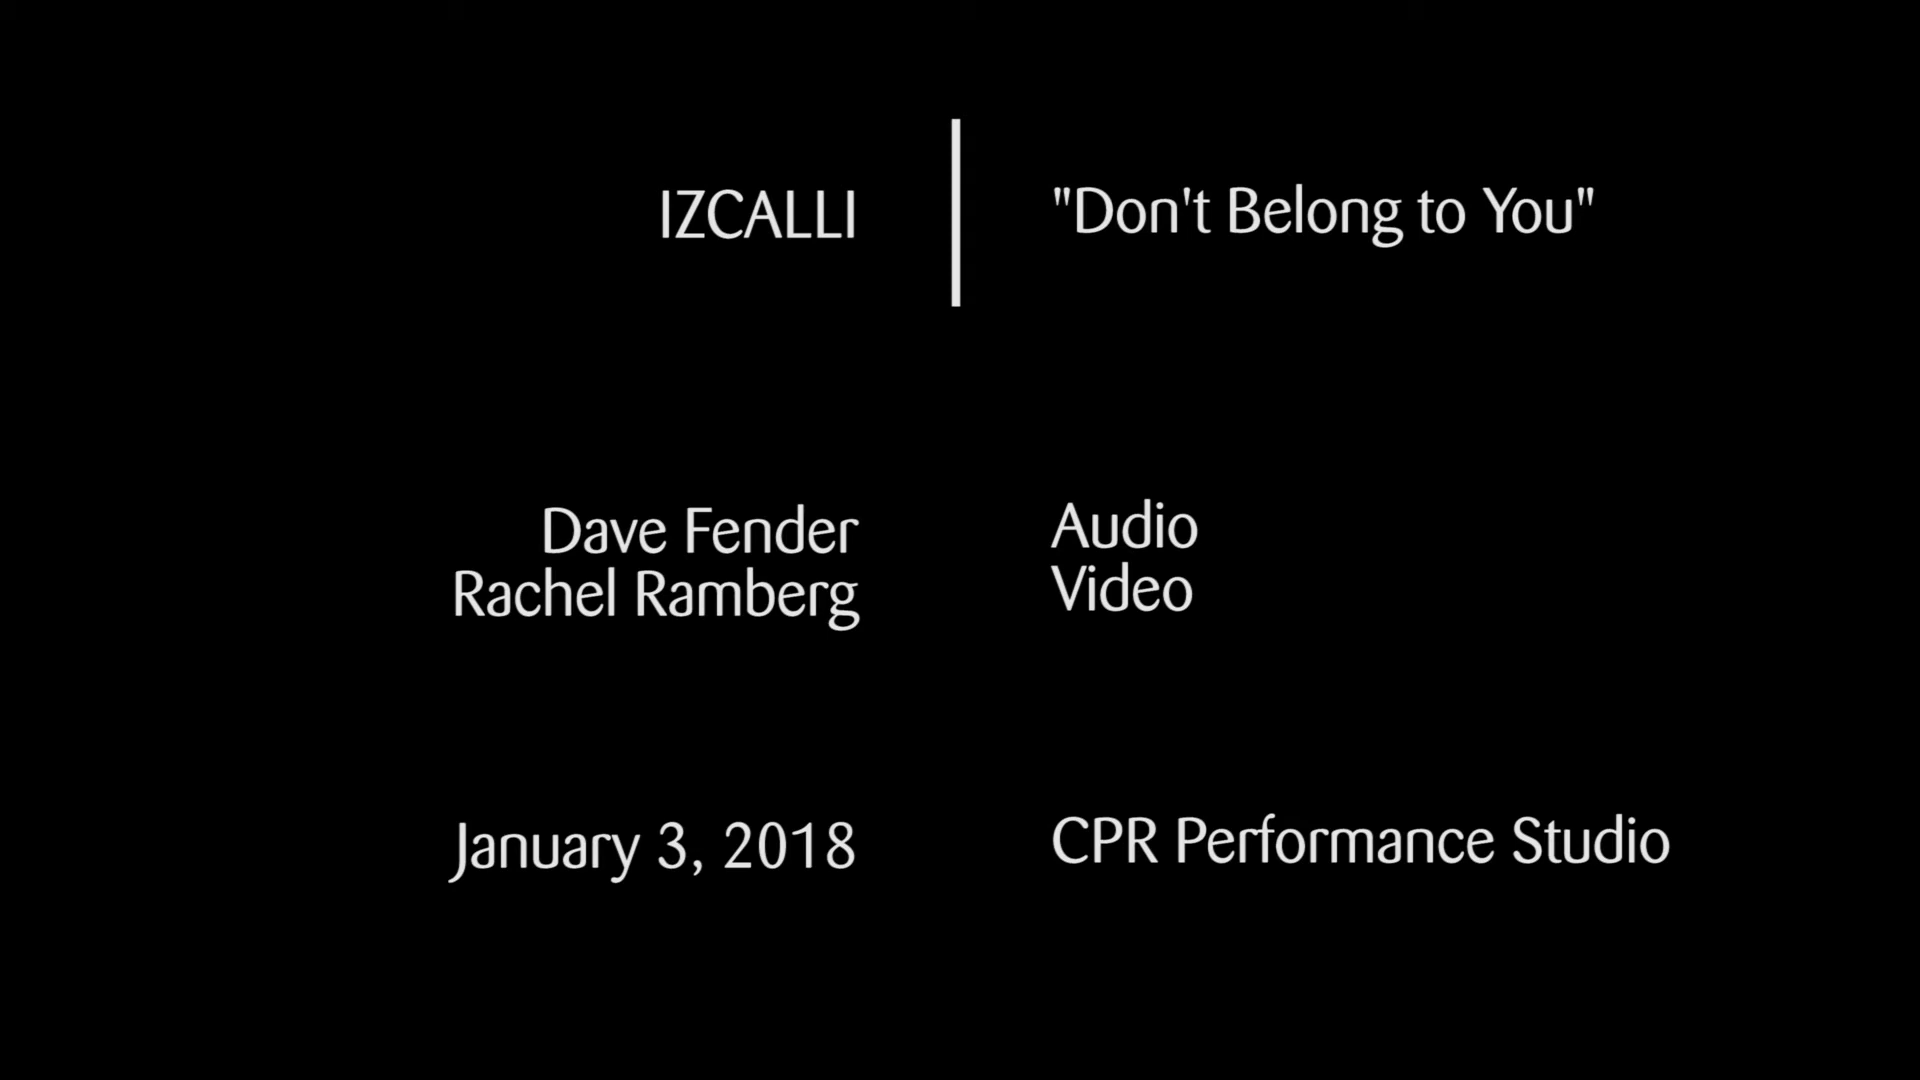 IZCALLI | "Don't Belong to You"
Dave Fender Audio
Rachel Ramberg Video
January 3, 2018 CPR Performance Studio